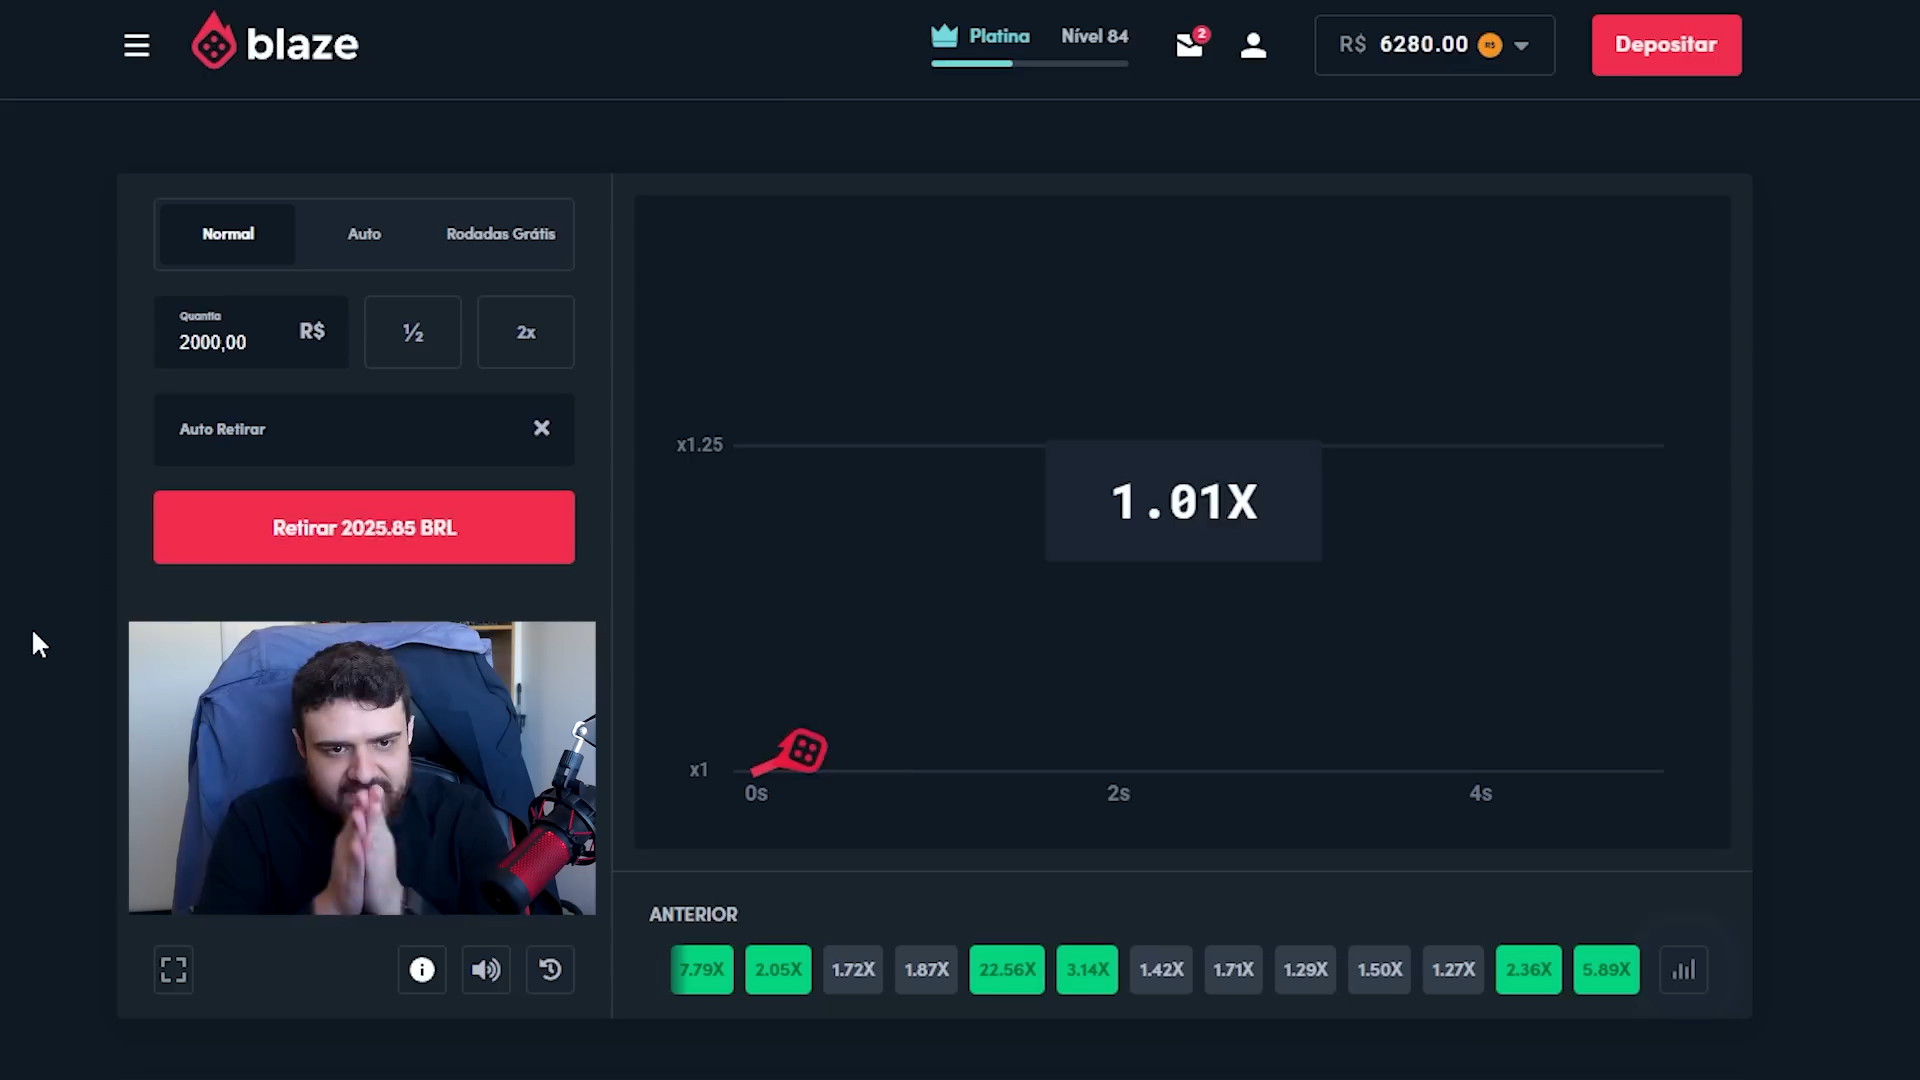 blaze
Platina Nível 84
2
R$ 6280.00 R$
Depositar
Normal Auto Rodadas Grátis
Quantia
2000,00 R$ ½ 2x
Auto Retirar
Retirar 2025.85 BRL
x1.25
1.01X
x1
0s 2s 4s
ANTERIOR
7.79X 2.05X 1.72X 1.87X 22.56X 3.14X 1.42X 1.71X 1.29X 1.50X 1.27X 2.36X 5.89X